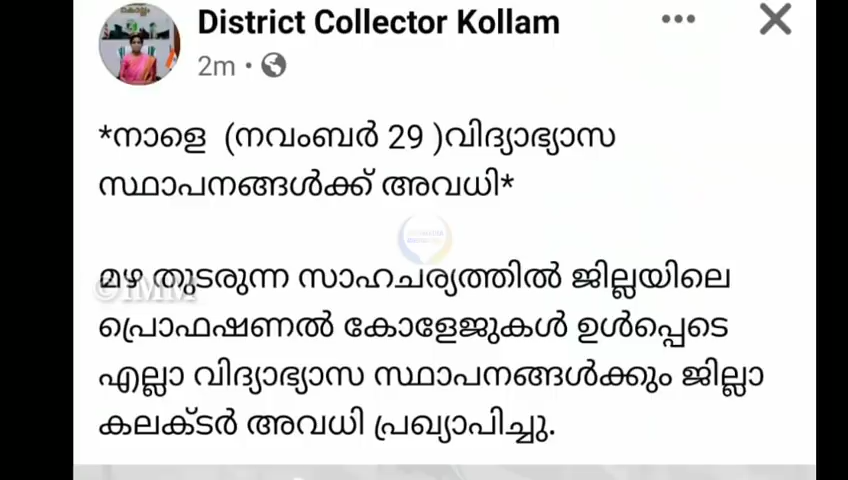 District Collector Kollam
2m
*നാളെ (നവംബർ 29 )വിദ്യാഭ്യാസ
സ്ഥാപനങ്ങൾക്ക് അവധി*
മഴ തുടരുന്ന സാഹചര്യത്തിൽ ജില്ലയിലെ
© IMM
പ്രൊഫഷണൽ കോളേജുകൾ ഉൾപ്പെടെ
എല്ലാ വിദ്യാഭ്യാസ സ്ഥാപനങ്ങൾക്കും ജില്ലാ
കലക്ടർ അവധി പ്രഖ്യാപിച്ചു.